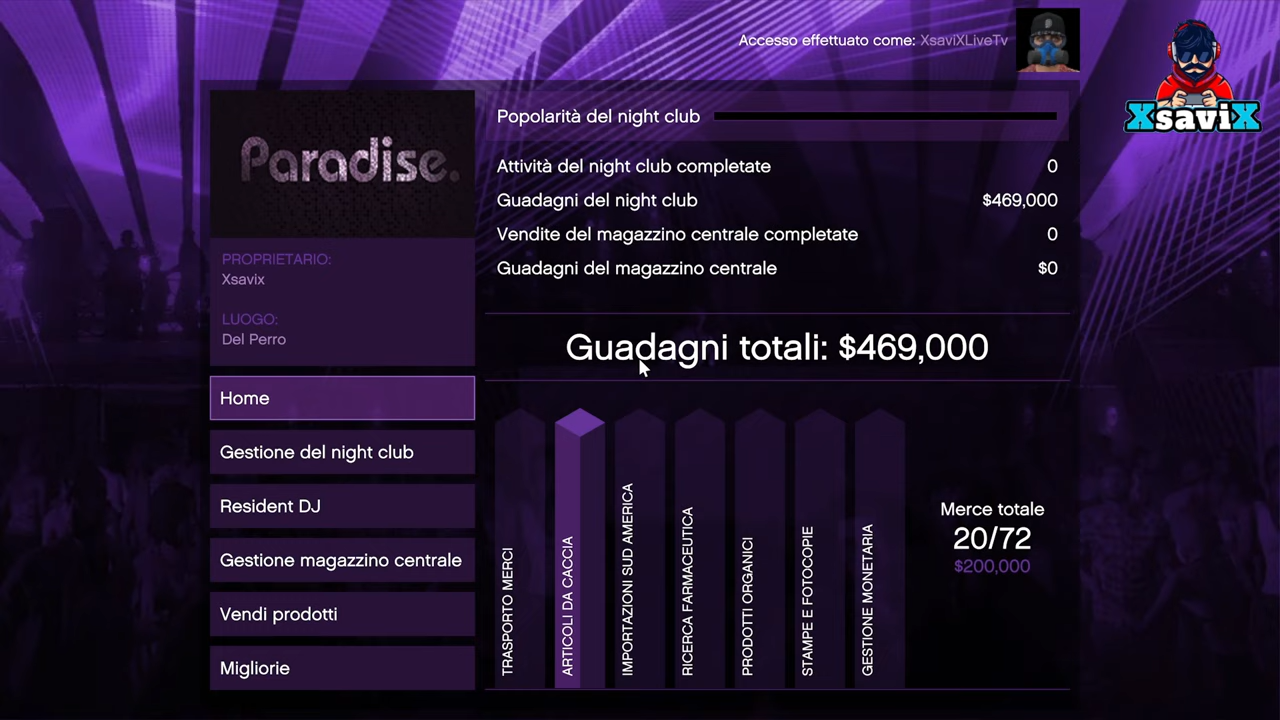 Accesso effettuato come: XsaviXLiveTv
XsaviX
Paradise.
PROPRIETARIO:
Xsavix
LUOGO:
Del Perro
Home
Gestione del night club
Resident DJ
Gestione magazzino centrale
Vendi prodotti
Migliorie
Popolarità del night club
Attività del night club completate 0
Guadagni del night club $469,000
Vendite del magazzino centrale completate 0
Guadagni del magazzino centrale $0
Guadagni totali: $469,000
TRASPORTO MERCI
ARTICOLI DA CACCIA
IMPORTAZIONI SUD AMERICA
RICERCA FARMACEUTICA
PRODOTTI ORGANICI
STAMPE E FOTOCOPIE
GESTIONE MONETARIA
Merce totale
20/72
$200,000